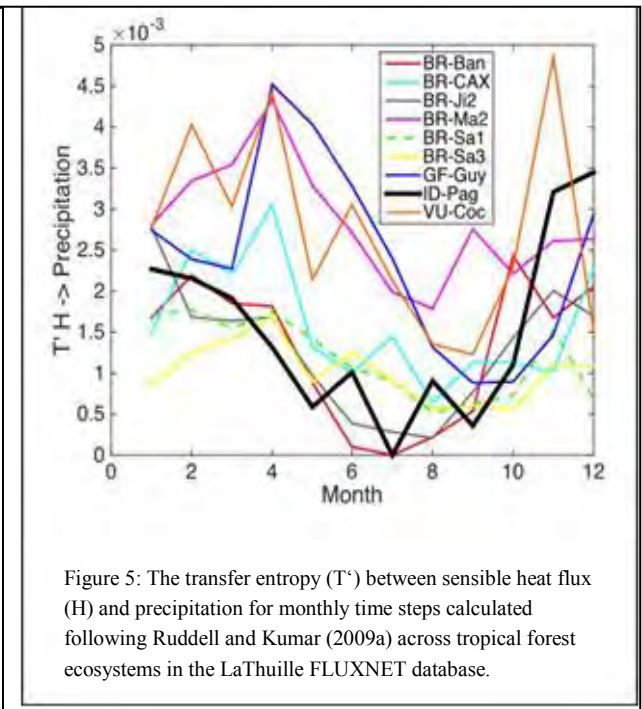 ×10⁻³
5
4.5
4
3.5
3
2.5
2
1.5
1
0.5
0
T' H -> Precipitation
BR-Ban
BR-CAX
BR-Ji2
BR-Ma2
BR-Sa1
BR-Sa3
GF-Guy
ID-Pag
VU-Coc
0 2 4 6 8 10 12
Month
Figure 5: The transfer entropy (T‘) between sensible heat flux
(H) and precipitation for monthly time steps calculated
following Ruddell and Kumar (2009a) across tropical forest
ecosystems in the LaThuille FLUXNET database.